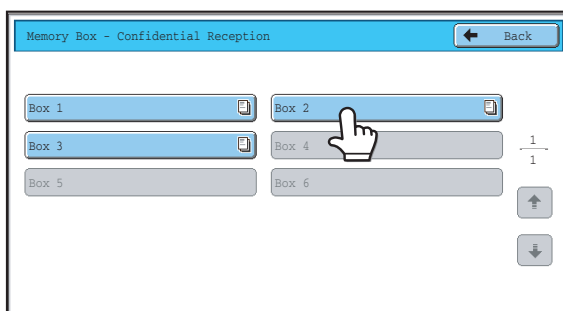 Memory Box - Confidential Reception
Back
Box 1
Box 2
Box 3
Box 4
Box 5
Box 6
1
1